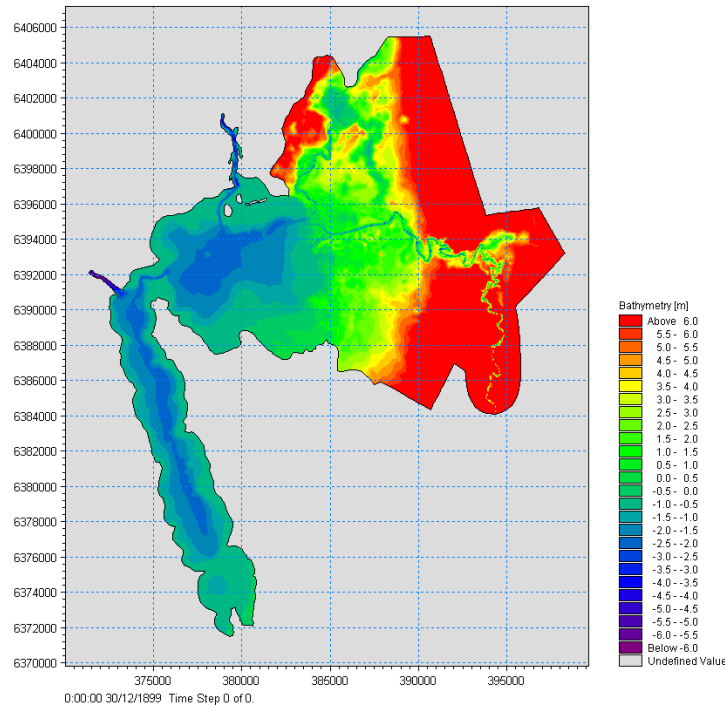 6406000
6404000
6402000
6400000
6398000
6396000
6394000
6392000
6390000
6388000
6386000
6384000
6382000
6380000
6378000
6376000
6374000
6372000
6370000
375000 380000 385000 390000 395000
0:00:00 30/12/1899 Time Step 0 of 0.
Bathymetry [m]
Above 6.0
5.5 - 6.0
5.0 - 5.5
4.5 - 5.0
4.0 - 4.5
3.5 - 4.0
3.0 - 3.5
2.5 - 3.0
2.0 - 2.5
1.5 - 2.0
1.0 - 1.5
0.5 - 1.0
0.0 - 0.5
-0.5 - 0.0
-1.0 - -0.5
-1.5 - -1.0
-2.0 - -1.5
-2.5 - -2.0
-3.0 - -2.5
-3.5 - -3.0
-4.0 - -3.5
-4.5 - -4.0
-5.0 - -4.5
-5.5 - -5.0
-6.0 - -5.5
Below -6.0
Undefined Value